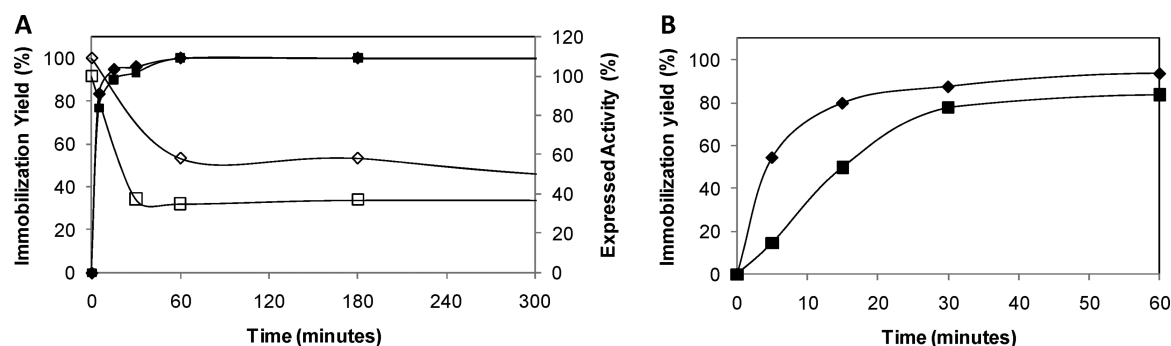 A
B
Immobilization Yield (%)
100
80
60
40
20
0
120
100
80
60
40
20
0
Expressed Activity (%)
0 60 120 180 240 300
Time (minutes)
Immobilization yield (%)
100
80
60
40
20
0
0 10 20 30 40 50 60
Time (minutes)